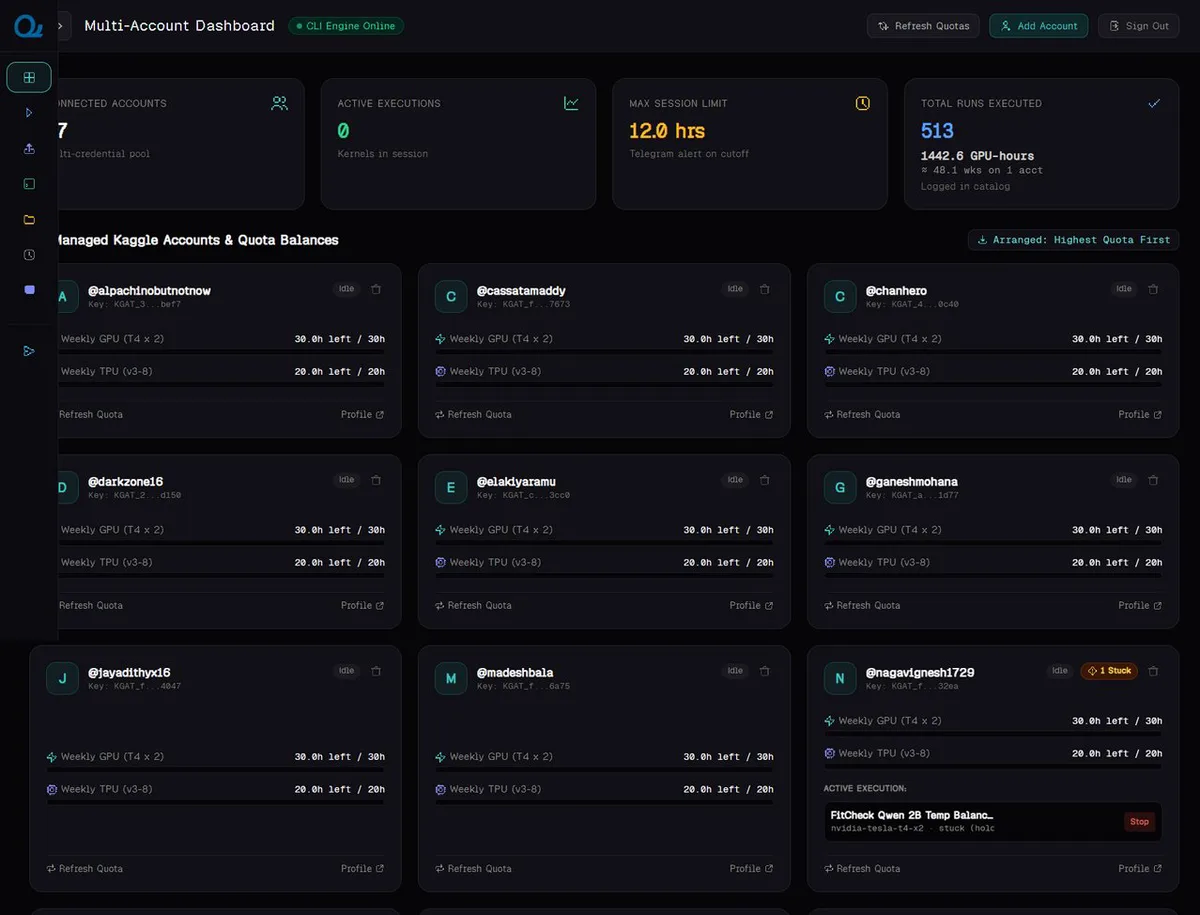 Multi-Account Dashboard
CLI Engine Online
Refresh Quotas
Add Account
Sign Out
NNECTED ACCOUNTS
7
lti-credential pool
ACTIVE EXECUTIONS
0
Kernels in session
MAX SESSION LIMIT
12.0 hrs
Telegram alert on cutoff
TOTAL RUNS EXECUTED
513
1442.6 GPU-hours
≈ 48.1 wks on 1 acct
Logged in catalog
Managed Kaggle Accounts & Quota Balances
Arranged: Highest Quota First
A
@alpachinobutnotnow
Idle
Key: KGAT_3...bef7
Weekly GPU (T4 x 2) 30.0h left / 30h
Weekly TPU (v3-8) 20.0h left / 20h
Refresh Quota Profile
C
@cassatamaddy
Idle
Key: KGAT_f...7673
Weekly GPU (T4 x 2) 30.0h left / 30h
Weekly TPU (v3-8) 20.0h left / 20h
Refresh Quota Profile
C
@chanhero
Idle
Key: KGAT_4...0c40
Weekly GPU (T4 x 2) 30.0h left / 30h
Weekly TPU (v3-8) 20.0h left / 20h
Refresh Quota Profile
D
@darkzone16
Idle
Key: KGAT_2...d150
Weekly GPU (T4 x 2) 30.0h left / 30h
Weekly TPU (v3-8) 20.0h left / 20h
Refresh Quota Profile
E
@elakiyaramu
Idle
Key: KGAT_c...3cc0
Weekly GPU (T4 x 2) 30.0h left / 30h
Weekly TPU (v3-8) 20.0h left / 20h
Refresh Quota Profile
G
@ganeshmohana
Idle
Key: KGAT_a...1d77
Weekly GPU (T4 x 2) 30.0h left / 30h
Weekly TPU (v3-8) 20.0h left / 20h
Refresh Quota Profile
J
@jayadithyx16
Idle
Key: KGAT_f...4047
Weekly GPU (T4 x 2) 30.0h left / 30h
Weekly TPU (v3-8) 20.0h left / 20h
Refresh Quota Profile
M
@madeshbala
Idle
Key: KGAT_f...6a75
Weekly GPU (T4 x 2) 30.0h left / 30h
Weekly TPU (v3-8) 20.0h left / 20h
Refresh Quota Profile
N
@nagavignesh1729
Idle
1 Stuck
Key: KGAT_f...32ea
Weekly GPU (T4 x 2) 30.0h left / 30h
Weekly TPU (v3-8) 20.0h left / 20h
ACTIVE EXECUTION:
FitCheck Qwen 2B Temp Balanc…
nvidia-tesla-t4-x2 · stuck (holc
Stop
Refresh Quota Profile